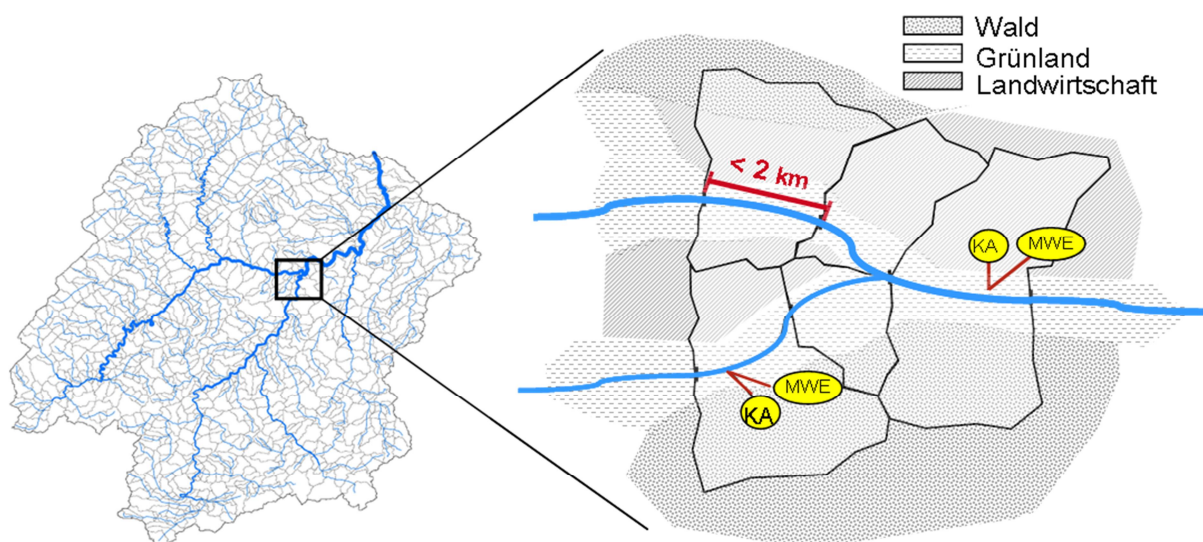 Wald
Grünland
Landwirtschaft
< 2 km
KA
MWE
MWE
KA